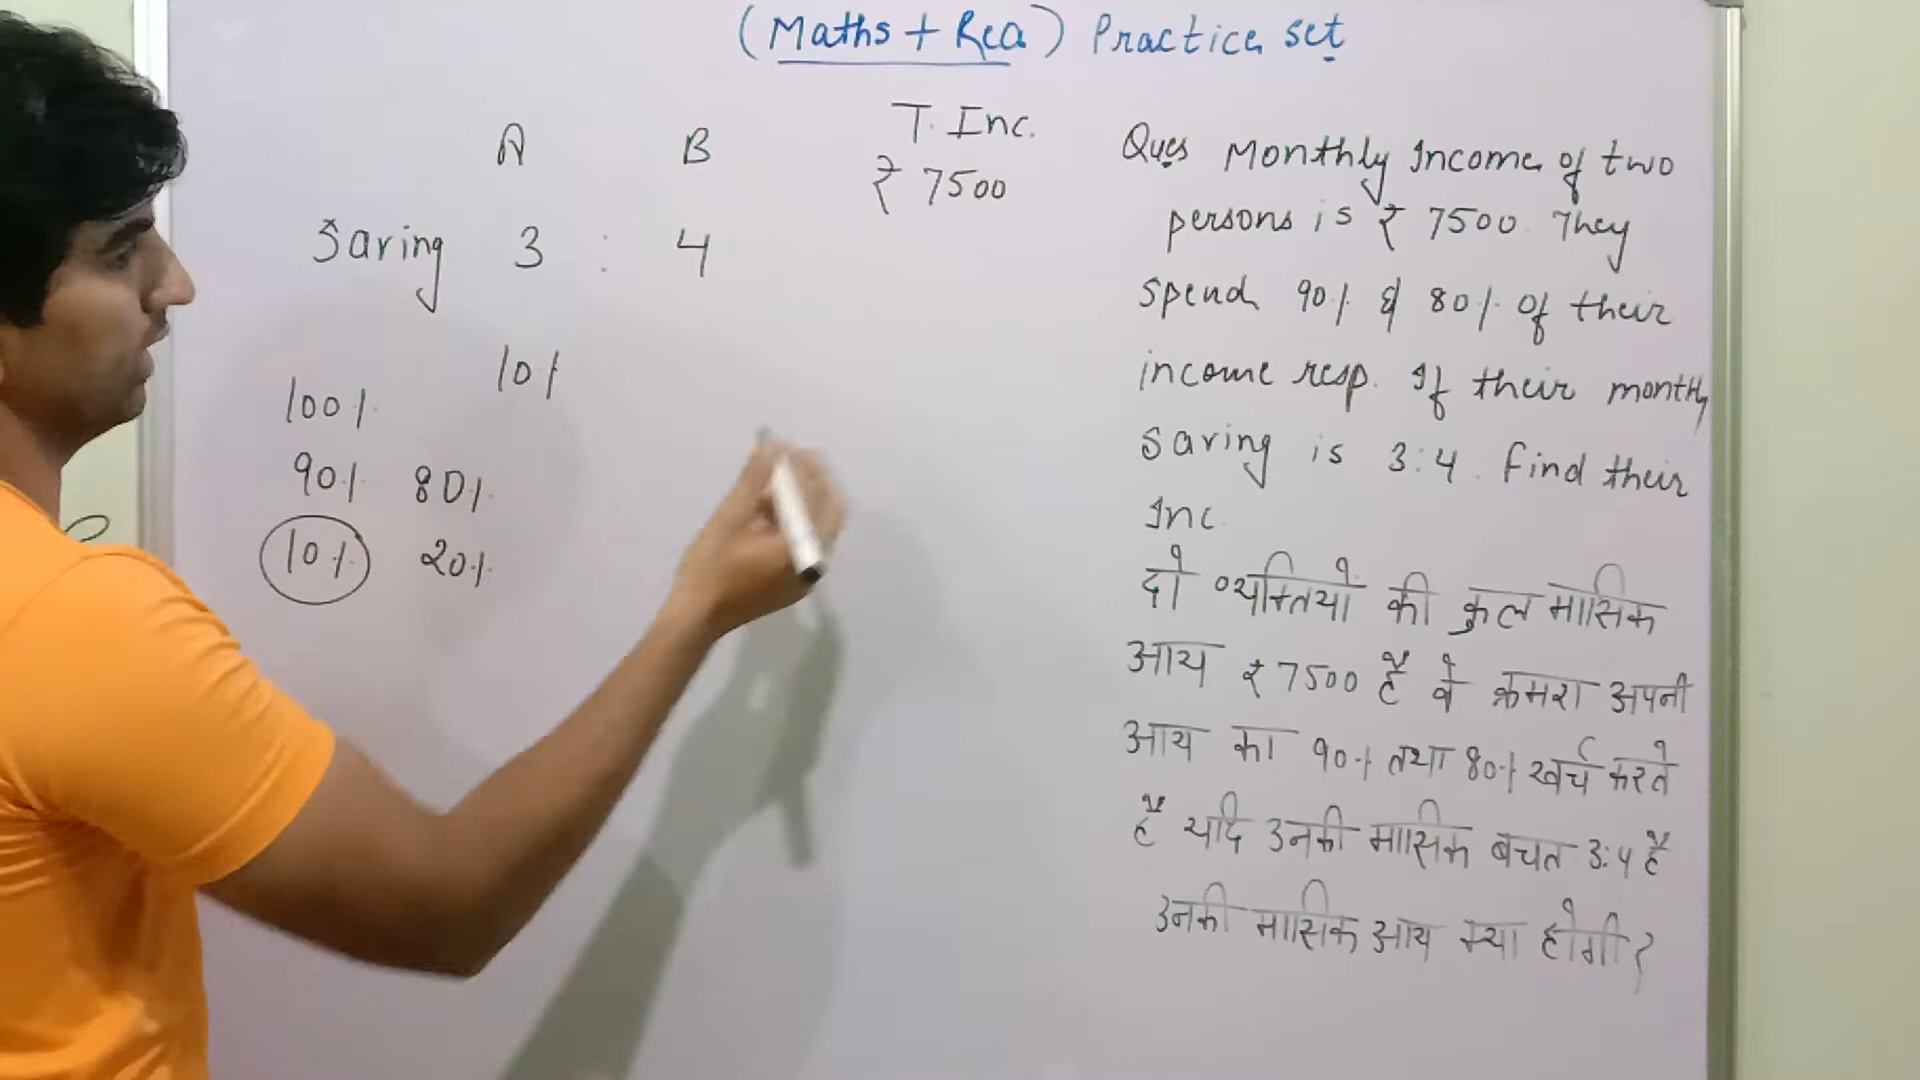 (Maths + Rea) Practice set
A B
Saving 3 : 4
T. Inc.
₹ 7500
10%
100%
90% 80%
10% 20%
Ques Monthly Income of two
persons is ₹ 7500. They
spend 90% & 80% of their
income resp. If their monthly
saving is 3:4. Find their
Inc
दो व्यक्तियो की कुल मासिक
आय ₹ 7500 है वे क्रमश अपनी
आय का 90% तथा 80% खर्च करते
हैं यदि उनकी मासिक बचत 3:4 है
उनकी मासिक आय क्या होगी?